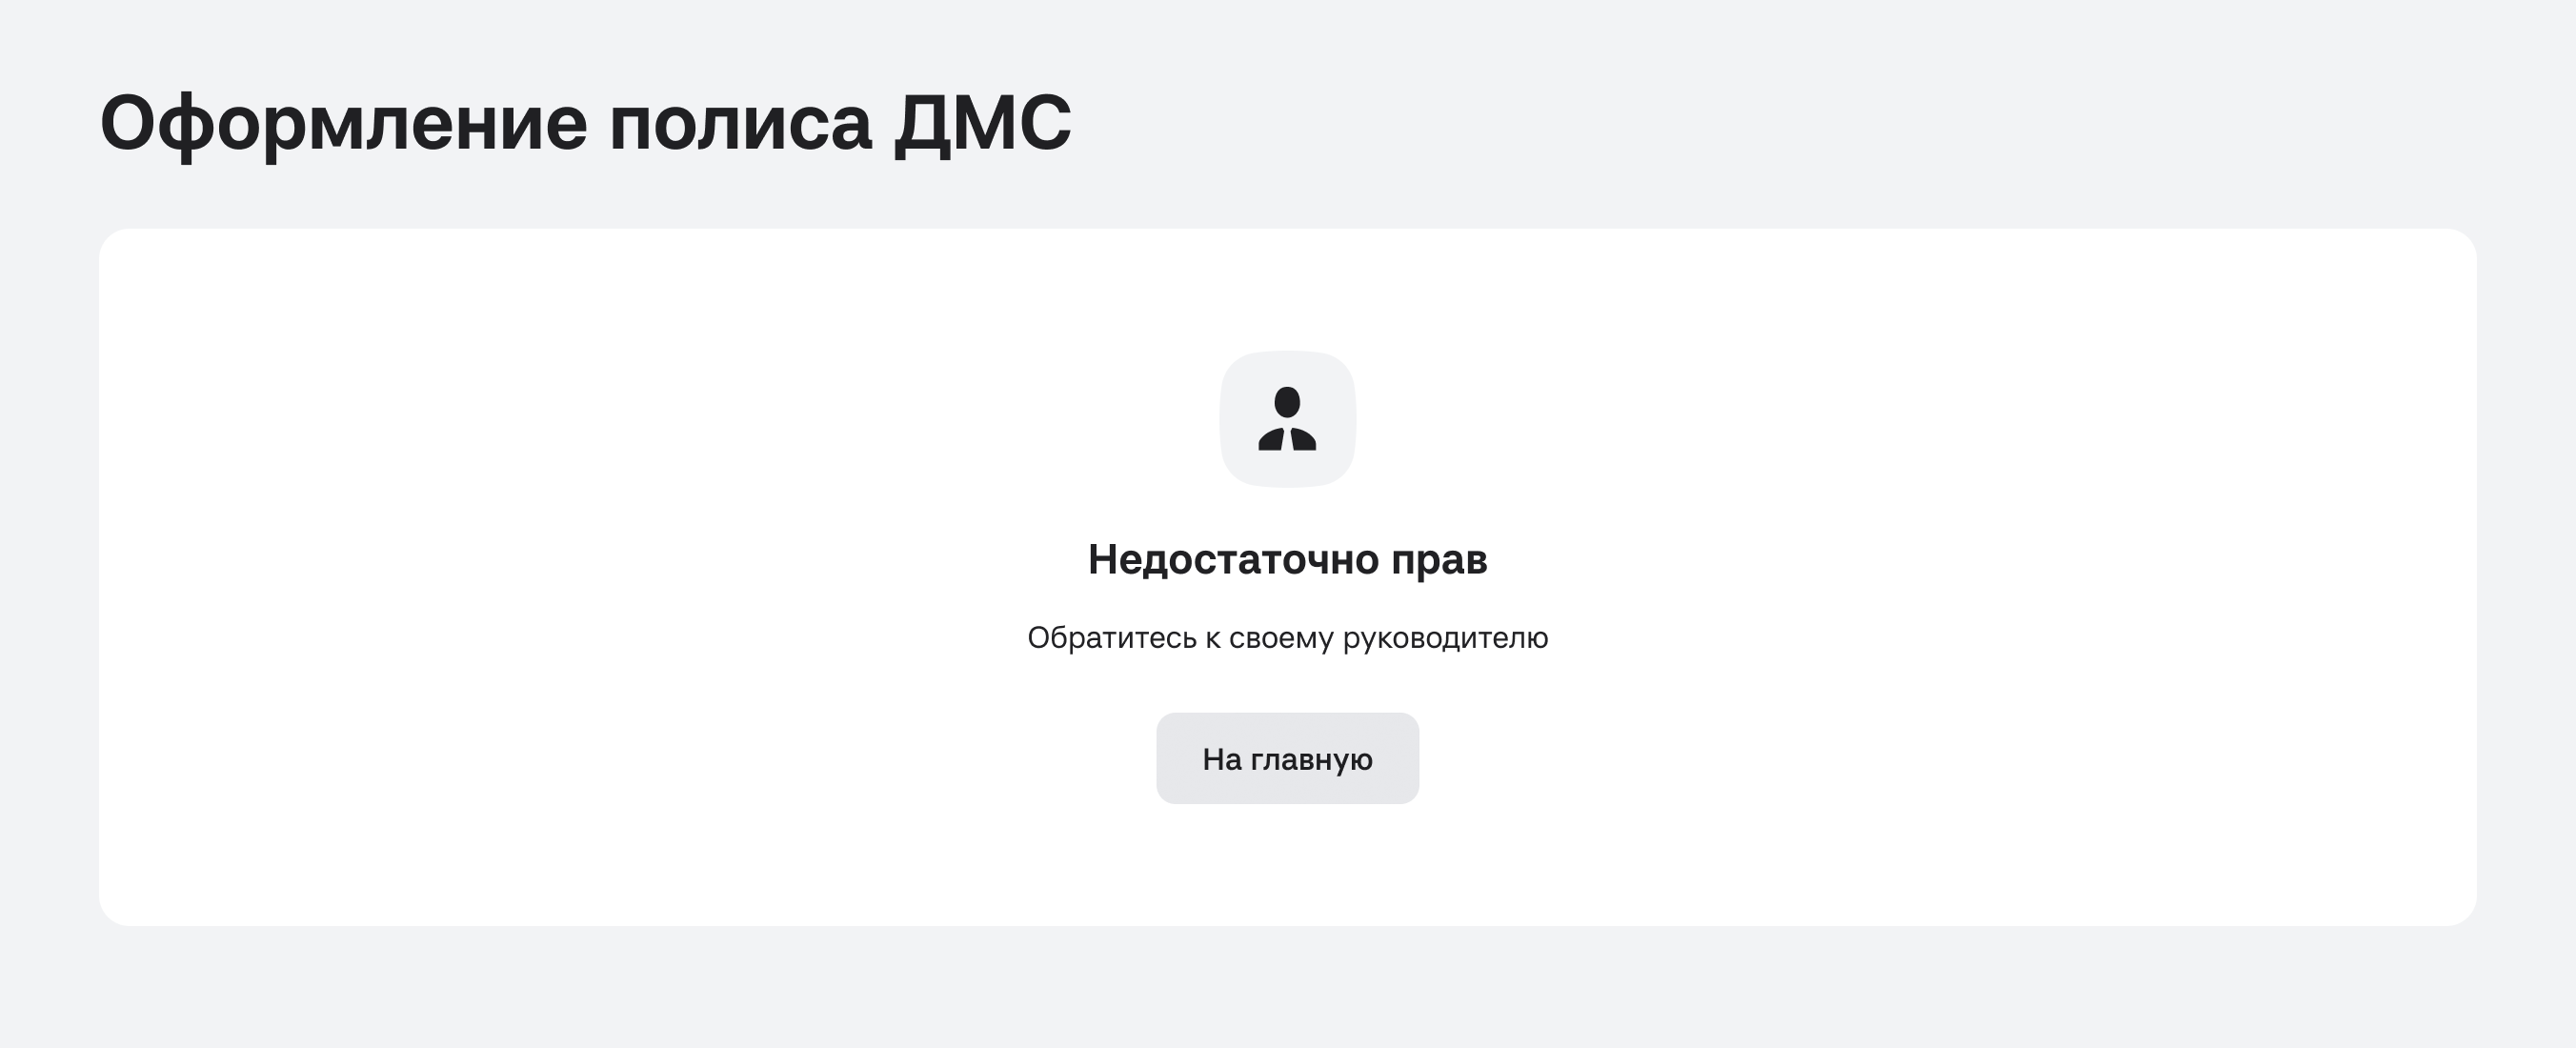 Оформление полиса ДМС
Недостаточно прав
Обратитесь к своему руководителю
На главную